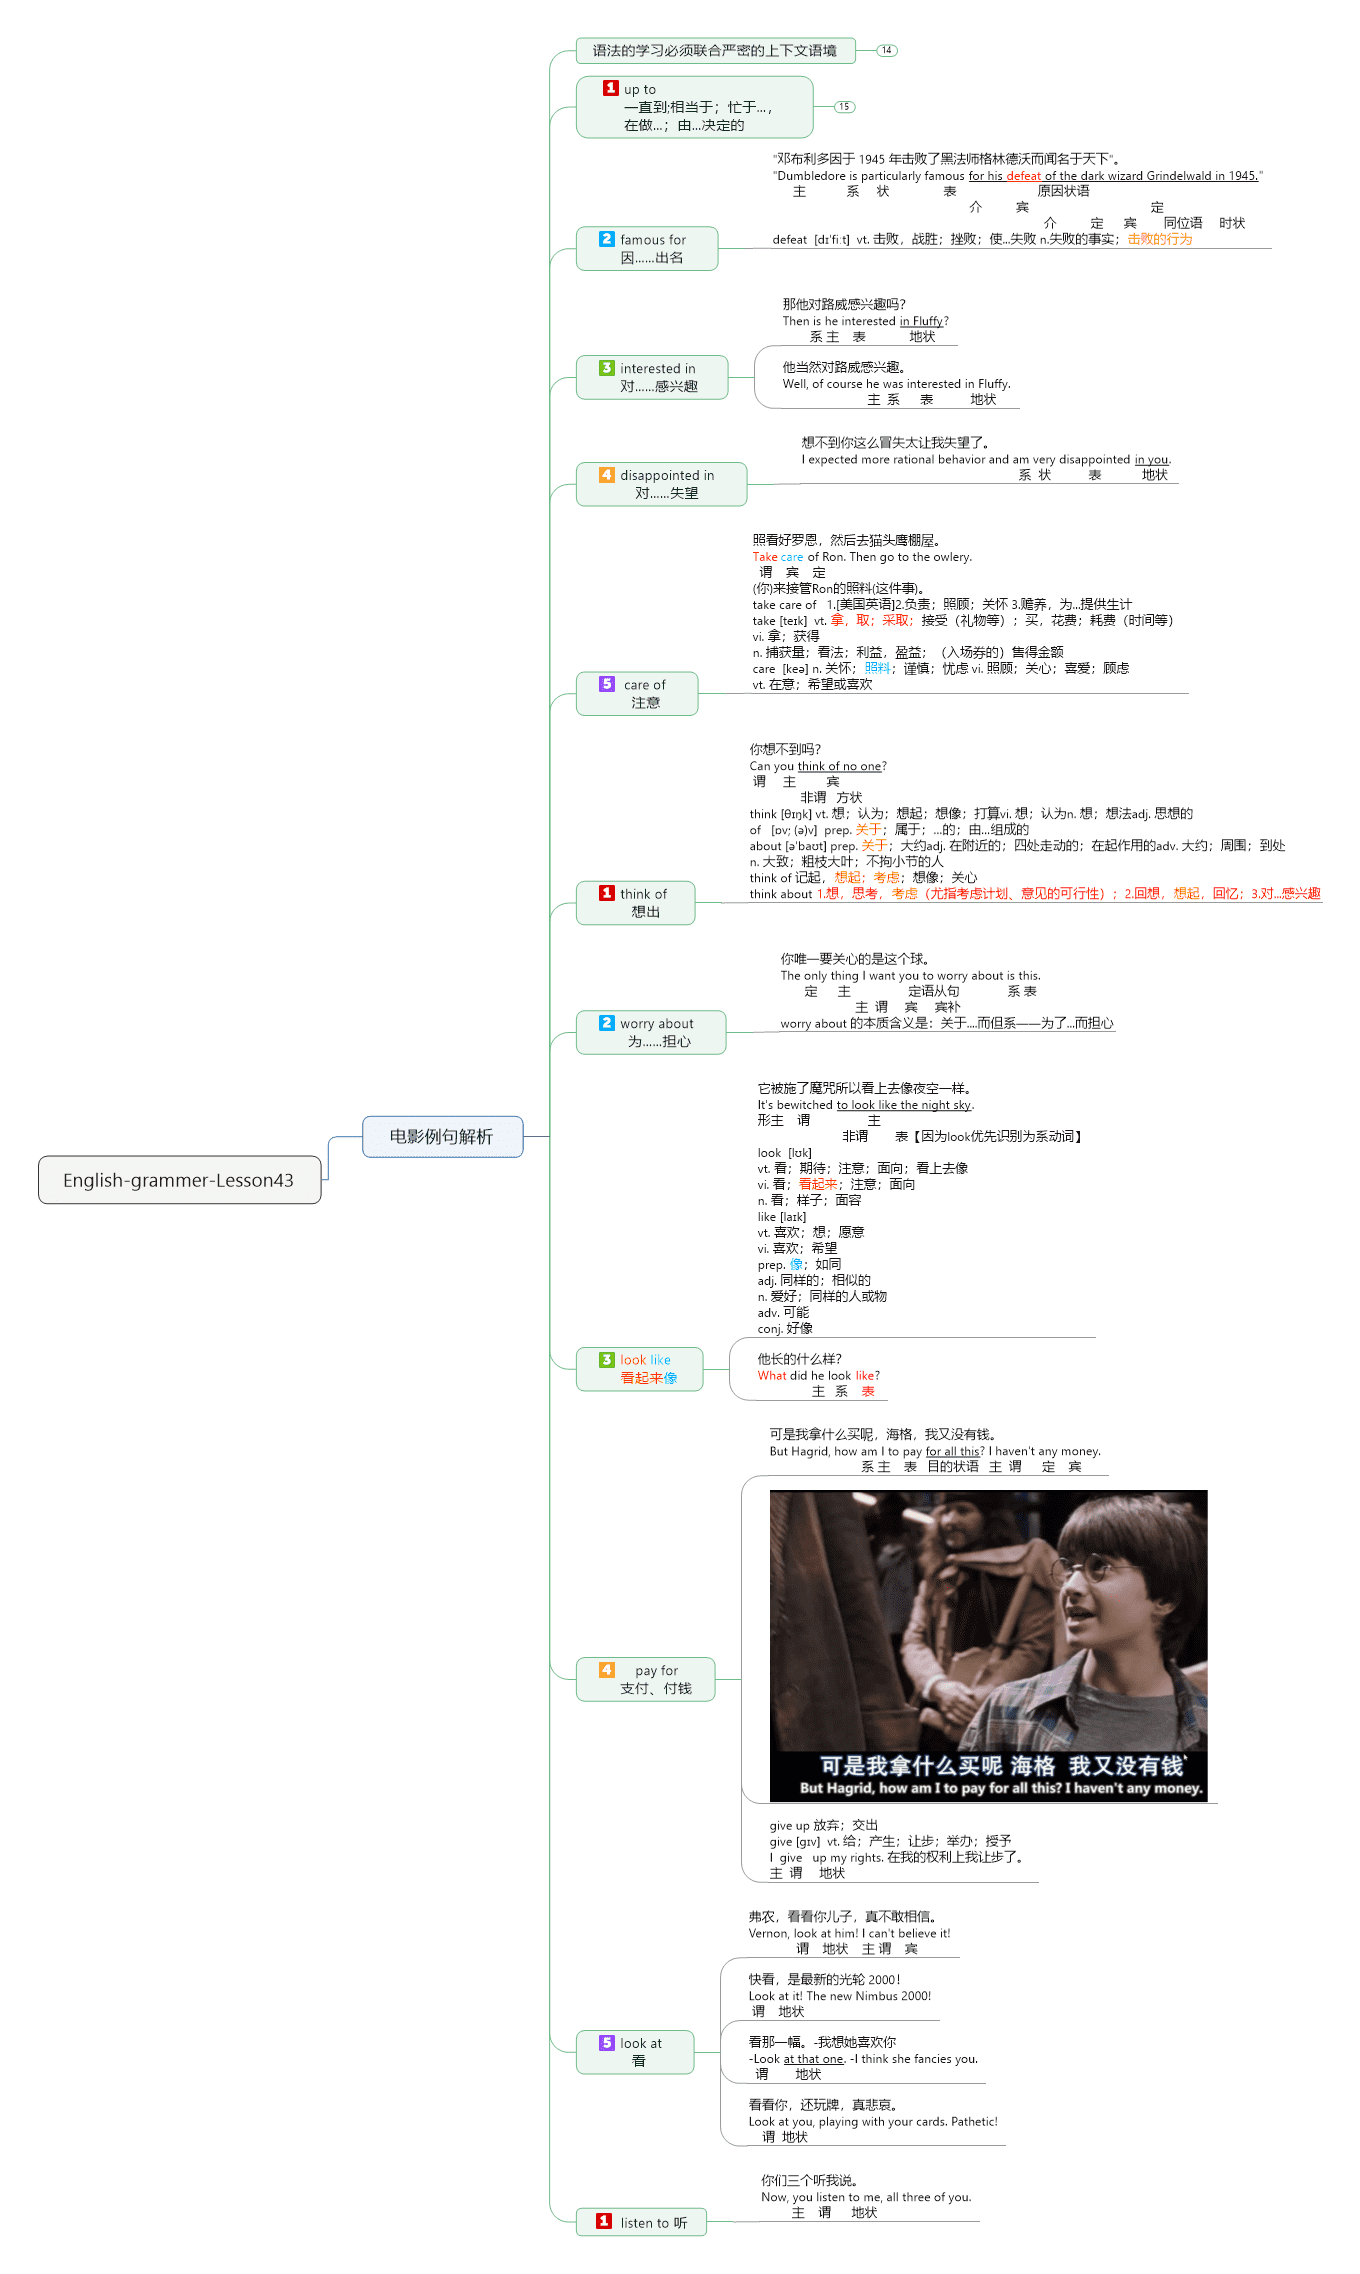 语法的学习必须联合严密的上下文语境
14
1 up to
一直到;相当于；忙于...，
在做...；由...决定的
15
"邓布利多因于 1945 年击败了黑法师格林德沃而闻名于天下"。
"Dumbledore is particularly famous for his defeat of the dark wizard Grindelwald in 1945."
主 系 状 表 原因状语
介 宾 定
介 定 宾 同位语 时状
defeat [dɪˈfiːt] vt. 击败，战胜；挫败；使...失败 n.失败的事实；击败的行为
2 famous for
因......出名
那他对路威感兴趣吗？
Then is he interested in Fluffy?
系 主 表 地状
3 interested in
对......感兴趣
他当然对路威感兴趣。
Well, of course he was interested in Fluffy.
主 系 表 地状
想不到你这么冒失太让我失望了。
I expected more rational behavior and am very disappointed in you.
系 状 表 地状
4 disappointed in
对......失望
照看好罗恩，然后去猫头鹰棚屋。
Take care of Ron. Then go to the owlery.
谓 宾 定
(你)来接管Ron的照料(这件事)。
take care of 1.[美国英语]2.负责；照顾；关怀 3.赡养，为...提供生计
take [teɪk] vt. 拿，取；采取；接受（礼物等）；买，花费；耗费（时间等）
vi. 拿；获得
n. 捕获量；看法；利益，盈益；（入场券的）售得金额
care [keə] n. 关怀；照料；谨慎；忧虑 vi. 照顾；关心；喜爱；顾虑
vt. 在意；希望或喜欢
5 care of
注意
你想不到吗？
Can you think of no one?
谓 主 宾
非谓 方状
think [θɪŋk] vt. 想；认为；想起；想像；打算vi. 想；认为n. 想；想法adj. 思想的
of [ɒv; (ə)v] prep. 关于；属于；...的；由...组成的
about [ə'baʊt] prep. 关于；大约adj. 在附近的；四处走动的；在起作用的adv. 大约；周围；到处
n. 大致；粗枝大叶；不拘小节的人
think of 记起，想起；考虑；想像；关心
think about 1.想，思考，考虑（尤指考虑计划、意见的可行性）；2.回想，想起，回忆；3.对...感兴趣
1 think of
想出
你唯一要关心的是这个球。
The only thing I want you to worry about is this.
定 主 定语从句 系 表
主 谓 宾 宾补
worry about 的本质含义是：关于....而但系——为了...而担心
2 worry about
为......担心
它被施了魔咒所以看上去像夜空一样。
It's bewitched to look like the night sky.
形主 谓 主
非谓 表【因为look优先识别为系动词】
look [lʊk]
vt. 看；期待；注意；面向；看上去像
vi. 看；看起来；注意；面向
n. 看；样子；面容
like [laɪk]
vt. 喜欢；想；愿意
vi. 喜欢；希望
prep. 像；如同
adj. 同样的；相似的
n. 爱好；同样的人或物
adv. 可能
conj. 好像
3 look like
看起来像
他长的什么样？
What did he look like?
主 系 表
电影例句解析
English-grammer-Lesson43
可是我拿什么买呢，海格，我又没有钱。
But Hagrid, how am I to pay for all this? I haven't any money.
系 主 表 目的状语 主 谓 定 宾
4 pay for
支付、付钱
可是我拿什么买呢 海格 我又没有钱
But Hagrid, how am I to pay for all this? I haven't any money.
give up 放弃；交出
give [gɪv] vt. 给；产生；让步；举办；授予
I give up my rights. 在我的权利上我让步了。
主 谓 地状
弗农，看看你儿子，真不敢相信。
Vernon, look at him! I can't believe it!
谓 地状 主 谓 宾
快看，是最新的光轮 2000！
Look at it! The new Nimbus 2000!
谓 地状
5 look at
看
看那一幅。-我想她喜欢你
-Look at that one. -I think she fancies you.
谓 地状
看看你，还玩牌，真悲哀。
Look at you, playing with your cards. Pathetic!
谓 地状
你们三个听我说。
Now, you listen to me, all three of you.
主 谓 地状
1 listen to 听